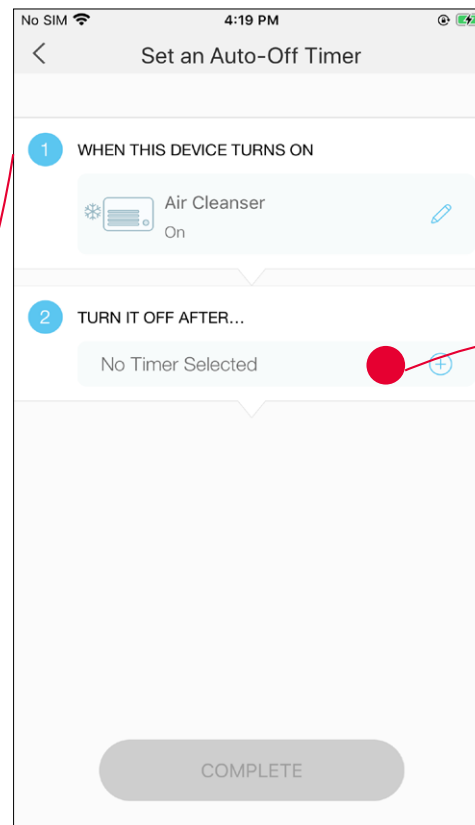 No SIM 4:19 PM
Set an Auto-Off Timer
1 WHEN THIS DEVICE TURNS ON
Air Cleanser
On
2 TURN IT OFF AFTER...
No Timer Selected
COMPLETE